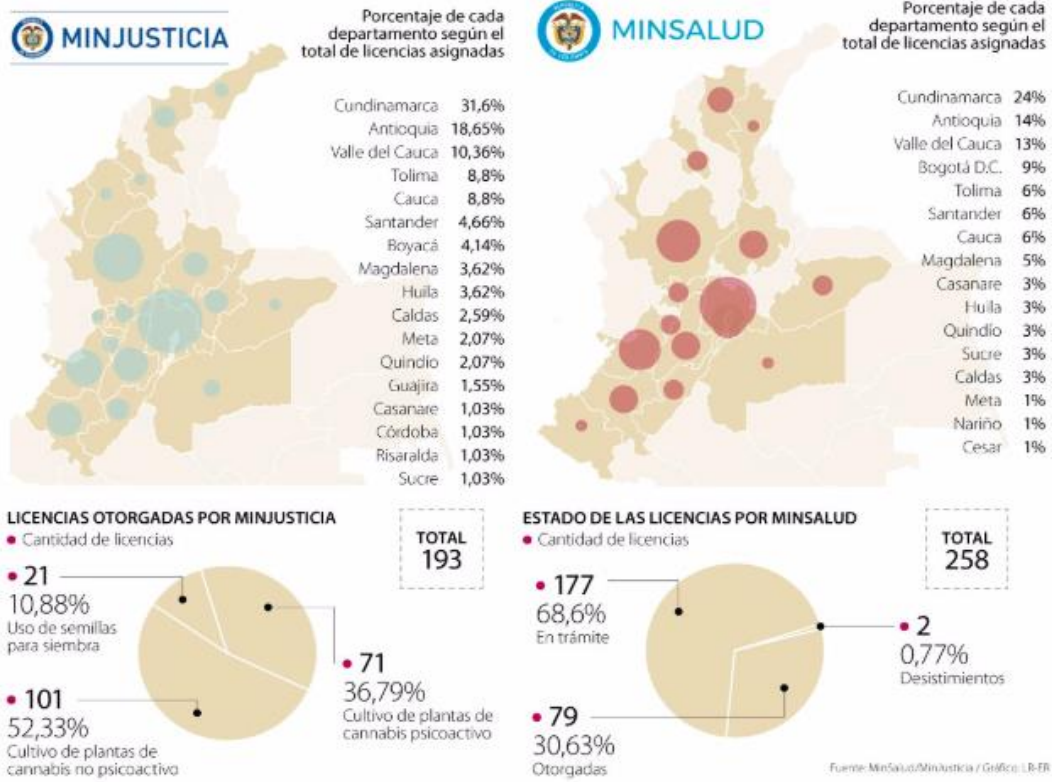 MINJUSTICIA
Porcentaje de cada
departamento según el
total de licencias asignadas
Cundinamarca 31,6%
Antioquia 18,65%
Valle del Cauca 10,36%
Tolima 8,8%
Cauca 8,8%
Santander 4,66%
Boyacá 4,14%
Magdalena 3,62%
Huila 3,62%
Caldas 2,59%
Meta 2,07%
Quindío 2,07%
Guajira 1,55%
Casanare 1,03%
Córdoba 1,03%
Risaralda 1,03%
Sucre 1,03%
MINSALUD
Porcentaje de cada
departamento según el
total de licencias asignadas
Cundinamarca 24%
Antioquia 14%
Valle del Cauca 13%
Bogotá D.C. 9%
Tolima 6%
Santander 6%
Cauca 6%
Magdalena 5%
Casanare 3%
Huila 3%
Quindío 3%
Sucre 3%
Caldas 3%
Meta 1%
Nariño 1%
Cesar 1%
LICENCIAS OTORGADAS POR MINJUSTICIA
Cantidad de licencias
TOTAL
193
21
10,88%
Uso de semillas
para siembra
101
52,33%
Cultivo de plantas de
cannabis no psicoactivo
71
36,79%
Cultivo de plantas de
cannabis psicoactivo
ESTADO DE LAS LICENCIAS POR MINSALUD
Cantidad de licencias
TOTAL
258
177
68,6%
En trámite
2
0,77%
Desistimientos
79
30,63%
Otorgadas
Fuente: MinSalud/MinJusticia / Gráfico: LR-ER